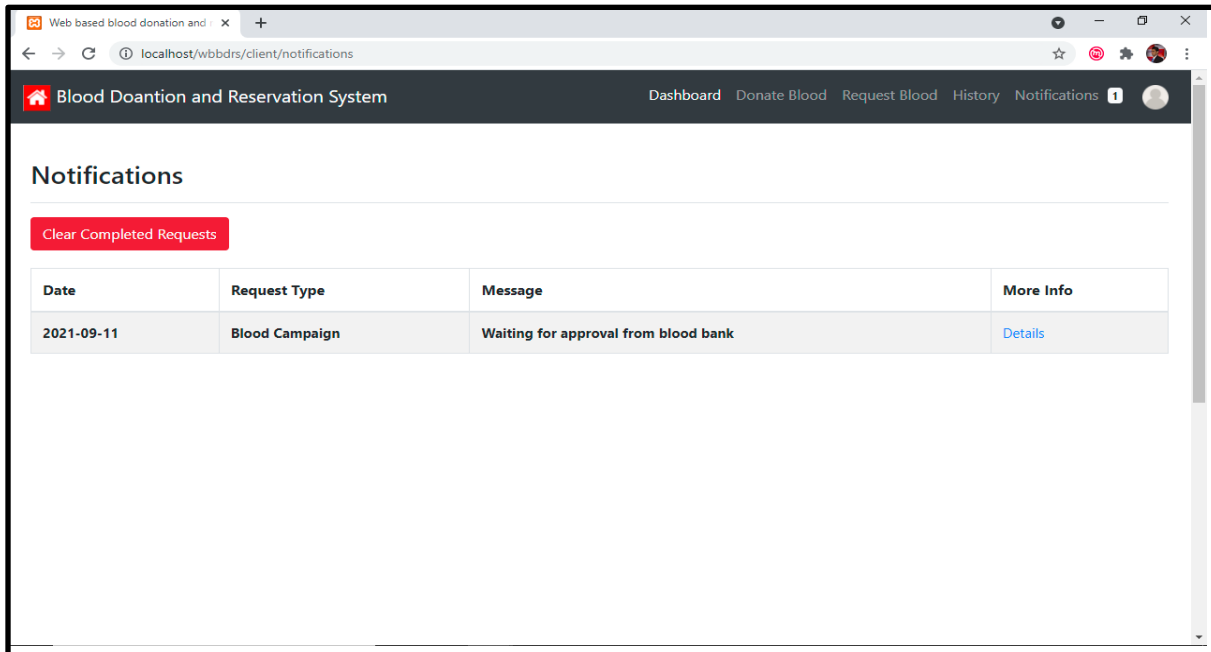 Web based blood donation and
localhost/wbbdrs/client/notifications
Blood Doantion and Reservation System Dashboard Donate Blood Request Blood History Notifications 1
Notifications
Clear Completed Requests
Date Request Type Message More Info
2021-09-11 Blood Campaign Waiting for approval from blood bank Details